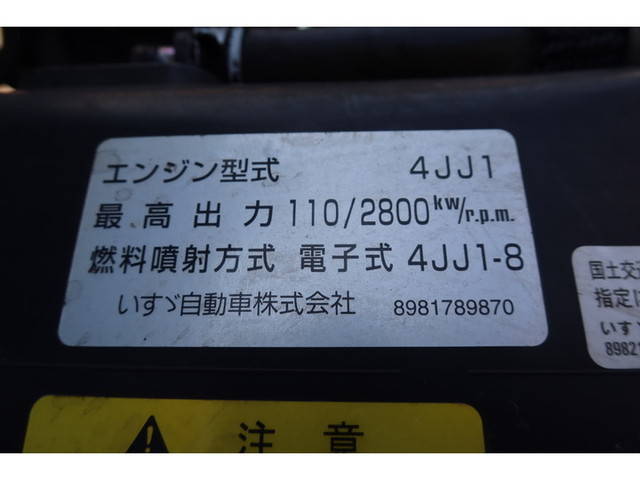 エンジン型式 4JJ1
最高出力 110/2800kw/r.p.m.
燃料噴射方式 電子式 4JJ1-8
いすゞ自動車株式会社 8981789870
国土交
指定に
いすゞ
8982
注意